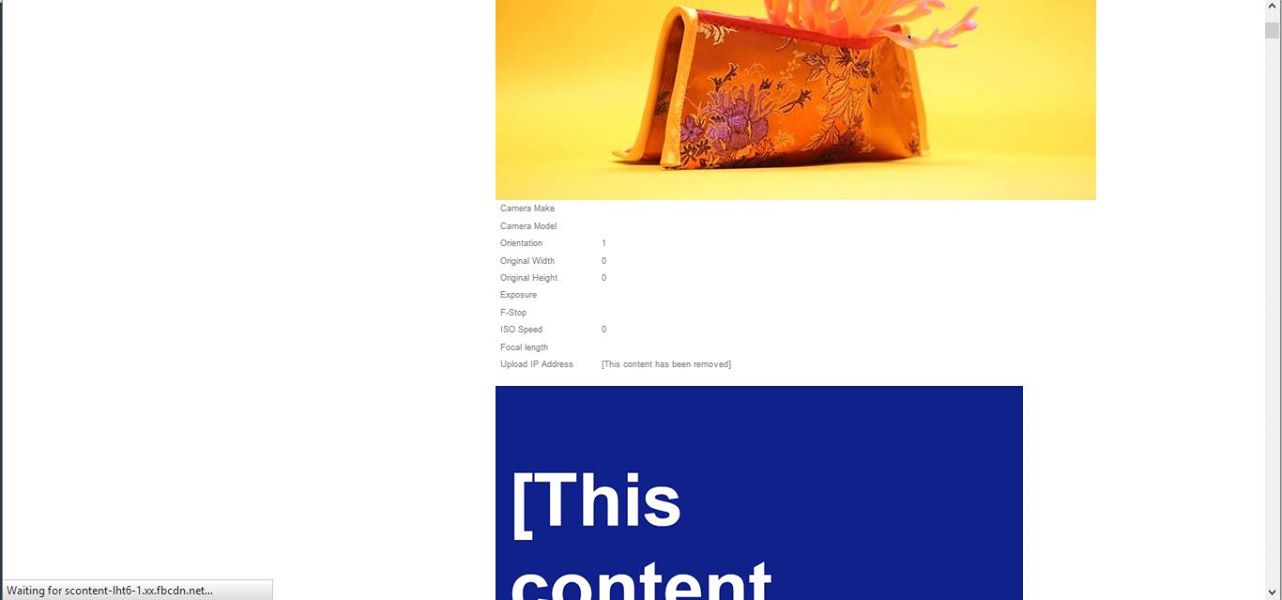 Camera Make
Camera Model
Orientation 1
Original Width 0
Original Height 0
Exposure
F-Stop
ISO Speed 0
Focal length
Upload IP Address [This content has been removed]
[This
content
Waiting for scontent-lht6-1.xx.fbcdn.net...